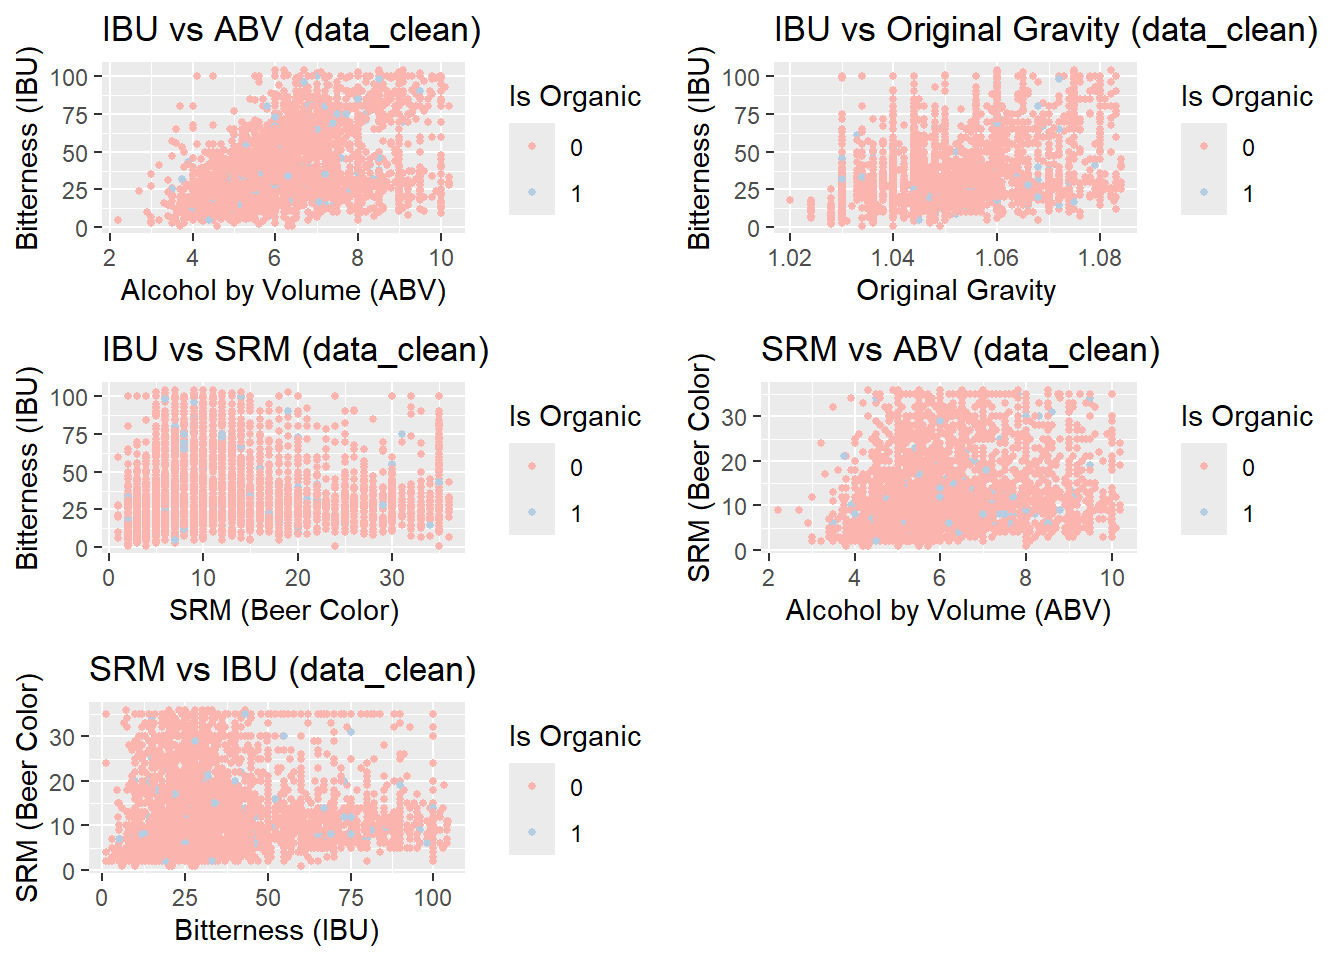 IBU vs ABV (data_clean)
Bitterness (IBU)
100
75
50
25
0
2 4 6 8 10
Alcohol by Volume (ABV)
Is Organic
0
1
IBU vs Original Gravity (data_clean)
Bitterness (IBU)
100
75
50
25
0
1.02 1.04 1.06 1.08
Original Gravity
Is Organic
0
1
IBU vs SRM (data_clean)
Bitterness (IBU)
100
75
50
25
0
0 10 20 30
SRM (Beer Color)
Is Organic
0
1
SRM vs ABV (data_clean)
SRM (Beer Color)
30
20
10
0
2 4 6 8 10
Alcohol by Volume (ABV)
Is Organic
0
1
SRM vs IBU (data_clean)
SRM (Beer Color)
30
20
10
0
0 25 50 75 100
Bitterness (IBU)
Is Organic
0
1